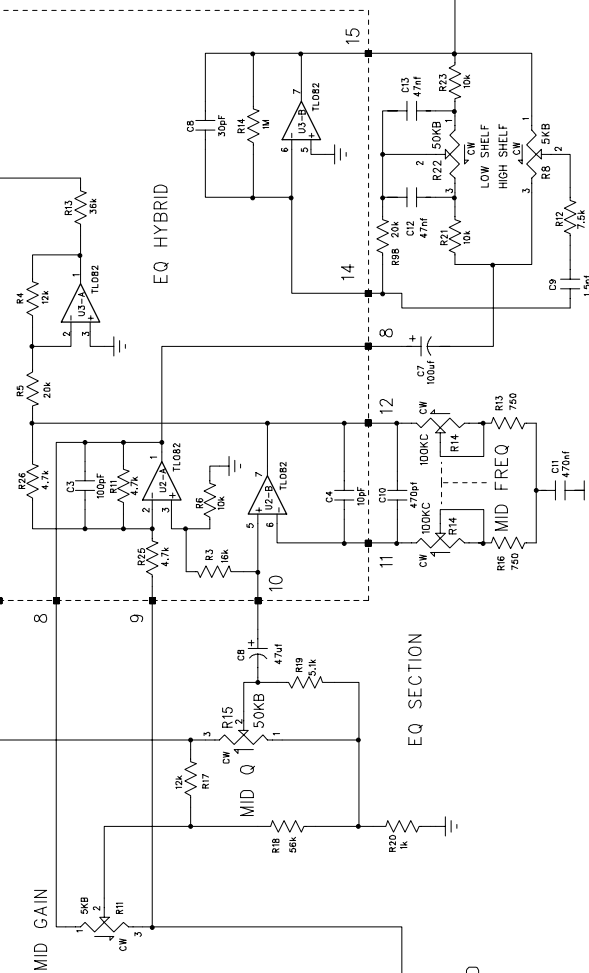 15
C13
47nf
R23
10k
C8
30pF
R14
1M
7
TL082
U3-B
6
5
1
50KB
2
CW
R22
3
LOW SHELF
HIGH SHELF
1
5KB
CW
2
R8
3
R13
36k
EQ HYBRID
C12
47nf
20k
R9B
R21
10k
R12
7.5k
C9
1.5nf
14
R4
12k
1
TL082
U3-A
2
3
8
C7
100uf
R5
20k
12
CW
R13
750
100KC
R14
R26
4.7k
C3
100pF
R11
4.7k
1
TL082
U2-A
2
3
R6
10k
7
TL082
U2-B
5
6
C4
10pF
C10
470pf
MID FREQ
C11
470nf
100KC
R14
CW
R16
750
R25
4.7k
R3
16k
11
8
9
10
C8
47uf
R19
5.1k
EQ SECTION
3
R15
2
50KB
CW
1
12k
R17
MID Q
R18
56k
R20
1k
MID GAIN
5KB
1
2
R11
CW
3